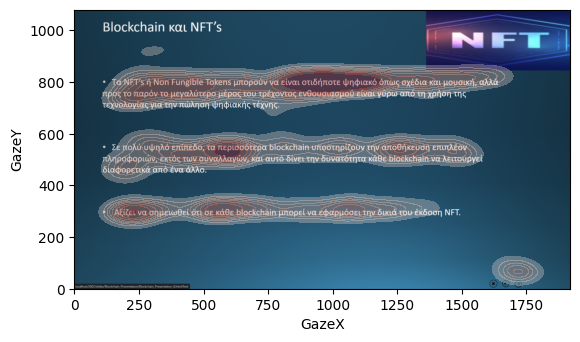 1000
800
600
400
200
0
GazeY
Blockchain και NFT's
NFT
• Τα NFT's ή Non Fungible Tokens μπορούν να είναι οτιδήποτε ψηφιακό όπως σχέδια και μουσική, αλλά
προς το παρόν το μεγαλύτερο μέρος του τρέχοντος ενθουσιασμού είναι γύρω από τη χρήση της
τεχνολογίας για την πώληση ψηφιακής τέχνης.
• Σε πολύ υψηλό επίπεδο, τα περισσότερα blockchain υποστηρίζουν την αποθήκευση επιπλέον
πληροφοριών, εκτός των συναλλαγών, και αυτό δίνει την δυνατότητα κάθε blockchain να λειτουργεί
διαφορετικά από ένα άλλο.
• Αξίζει να σημειωθεί ότι σε κάθε blockchain μπορεί να εφαρμόσει την δικιά του έκδοση NFT.
0 250 500 750 1000 1250 1500 1750
GazeX